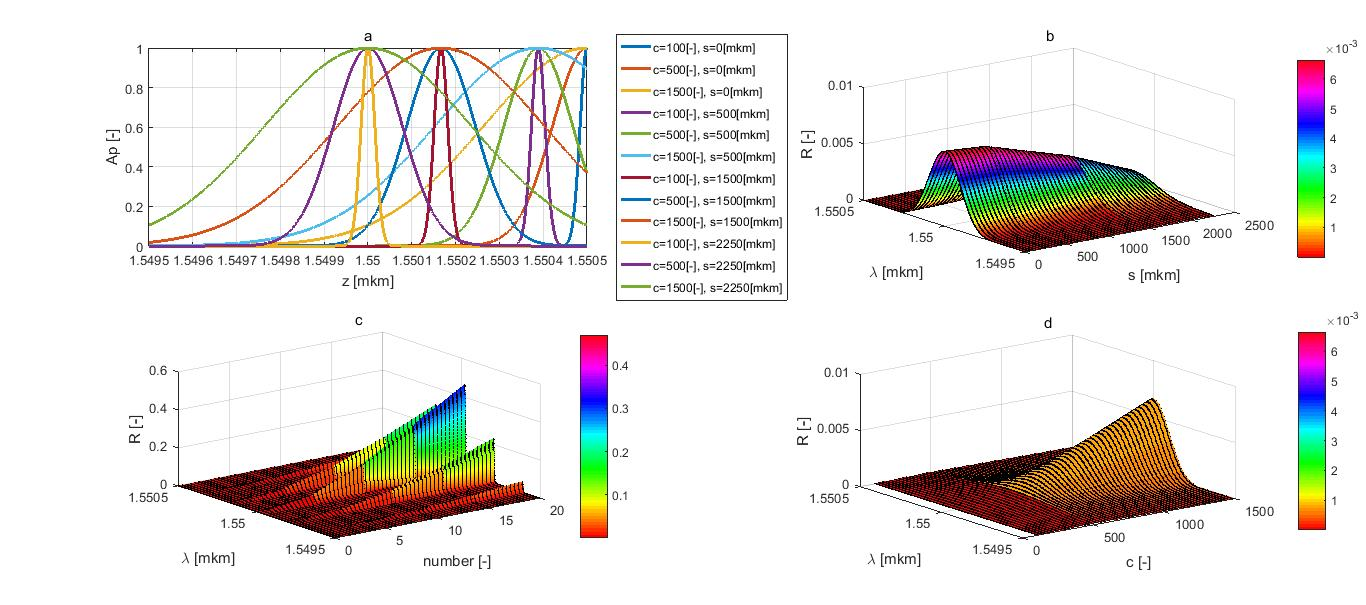 a
1
0.8
0.6
0.4
0.2
0
Ap [-]
1.5495 1.5496 1.5497 1.5498 1.5499 1.55 1.5501 1.5502 1.5503 1.5504 1.5505
z [mkm]
c=100[-], s=0[mkm]
c=500[-], s=0[mkm]
c=1500[-], s=0[mkm]
c=100[-], s=500[mkm]
c=500[-], s=500[mkm]
c=1500[-], s=500[mkm]
c=100[-], s=1500[mkm]
c=500[-], s=1500[mkm]
c=1500[-], s=1500[mkm]
c=100[-], s=2250[mkm]
c=500[-], s=2250[mkm]
c=1500[-], s=2250[mkm]
b
0.01
0.005
0
R [-]
1.5505
1.55
1.5495
λ [mkm]
0 500 1000 1500 2000 2500
s [mkm]
×10⁻³
6
5
4
3
2
1
c
0.6
0.4
0.2
0
R [-]
1.5505
1.55
1.5495
λ [mkm]
0 5 10 15 20
number [-]
0.4
0.3
0.2
0.1
d
0.01
0.005
0
R [-]
1.5505
1.55
1.5495
λ [mkm]
0 500 1000 1500
c [-]
×10⁻³
6
5
4
3
2
1